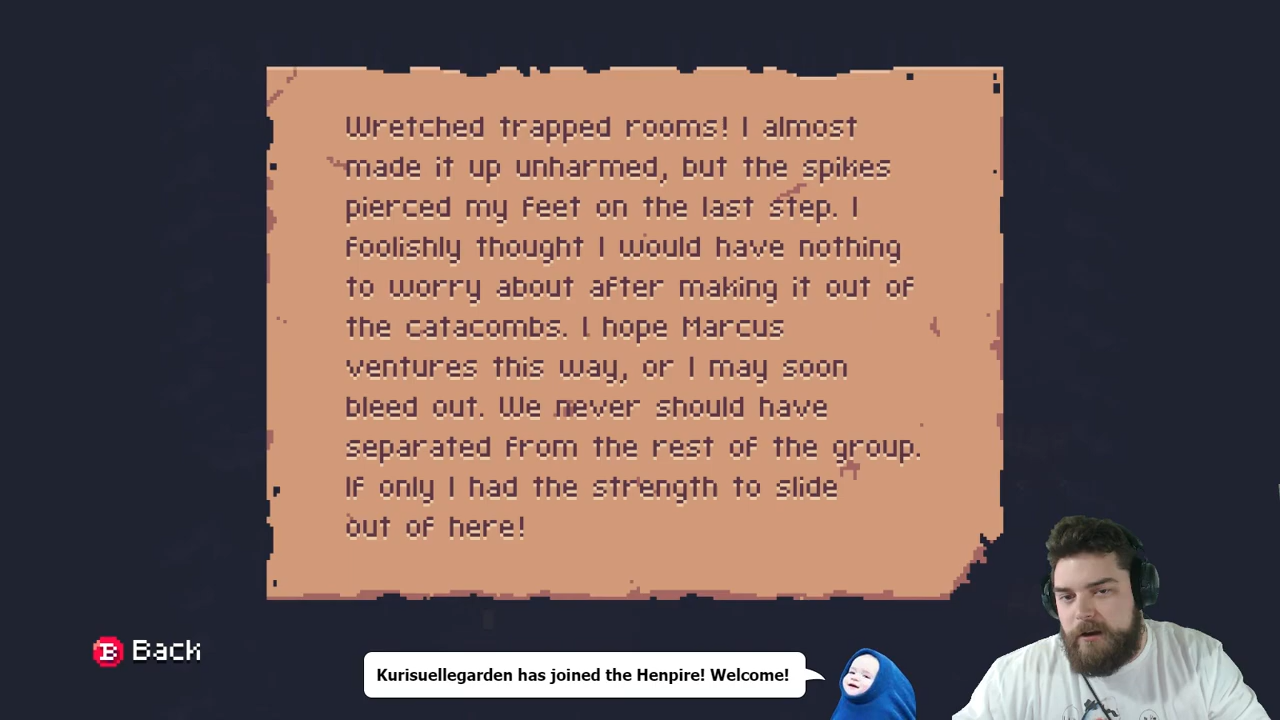 Wretched trapped rooms! I almost
made it up unharmed, but the spikes
pierced my feet on the last step. I
foolishly thought I would have nothing
to worry about after making it out of
the catacombs. I hope Marcus
ventures this way, or I may soon
bleed out. We never should have
separated from the rest of the group.
If only I had the strength to slide
out of here!
B Back
Kurisuellegarden has joined the Henpire! Welcome!